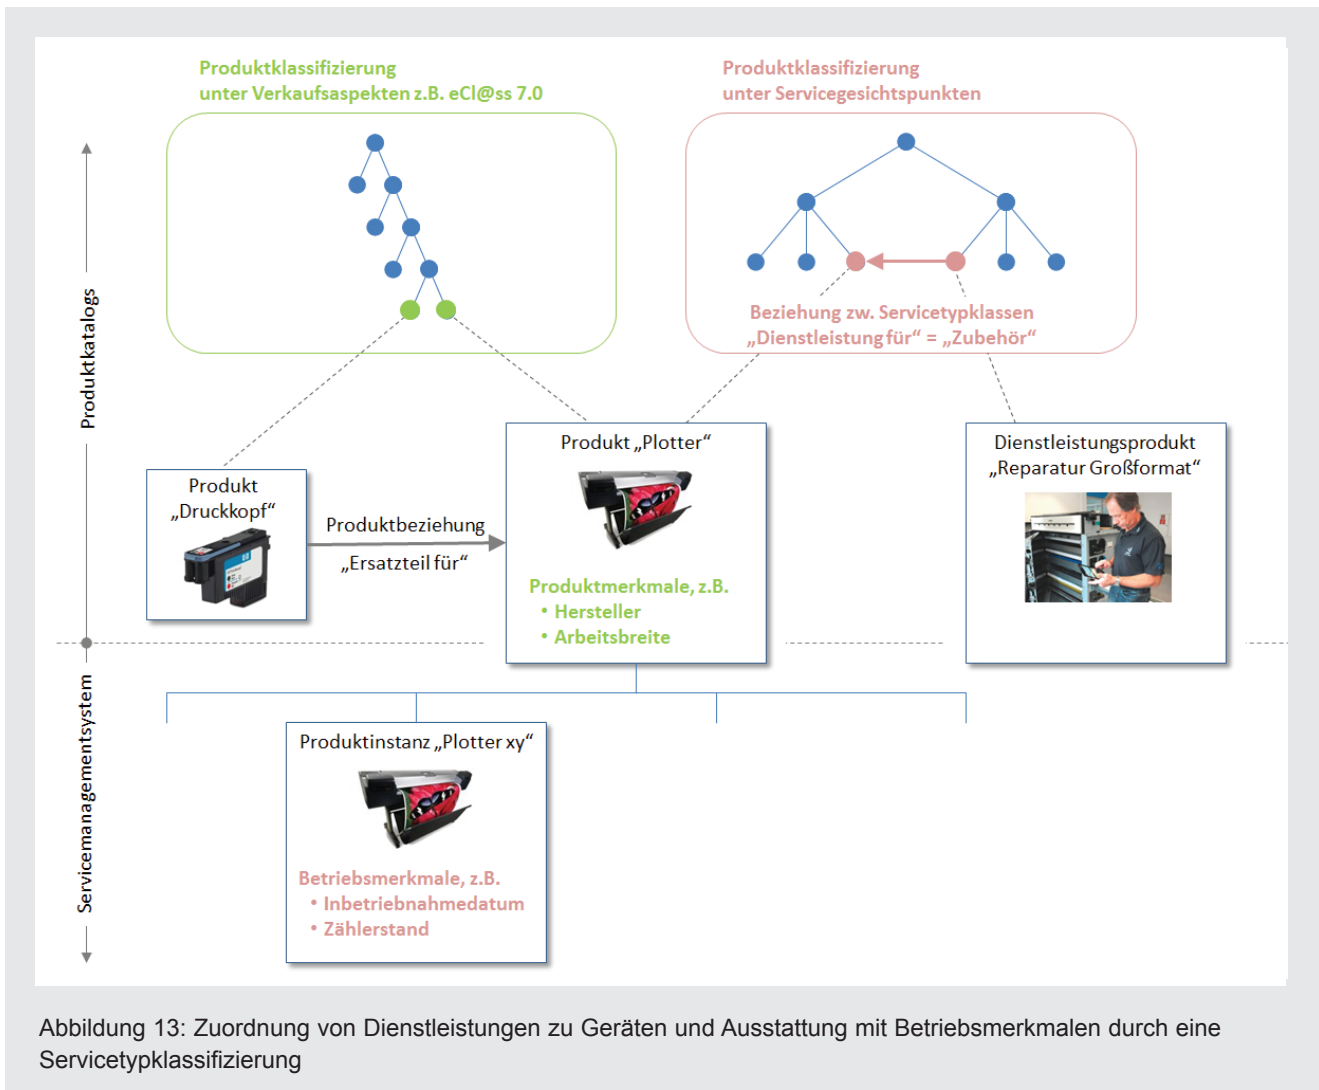 Produktklassifizierung
unter Verkaufsaspekten z.B. eCl@ss 7.0
Produktklassifizierung
unter Servicegesichtspunkten
Beziehung zw. Servicetypklassen
„Dienstleistung für“ = „Zubehör“
Produktkatalogs
Produkt
„Druckkopf“
Produktbeziehung
„Ersatzteil für“
Produkt „Plotter“
Produktmerkmale, z.B.
• Hersteller
• Arbeitsbreite
Dienstleistungsprodukt
„Reparatur Großformat“
Servicemanagementsystem
Produktinstanz „Plotter xy“
Betriebsmerkmale, z.B.
• Inbetriebnahmedatum
• Zählerstand
Abbildung 13: Zuordnung von Dienstleistungen zu Geräten und Ausstattung mit Betriebsmerkmalen durch eine
Servicetypklassifizierung